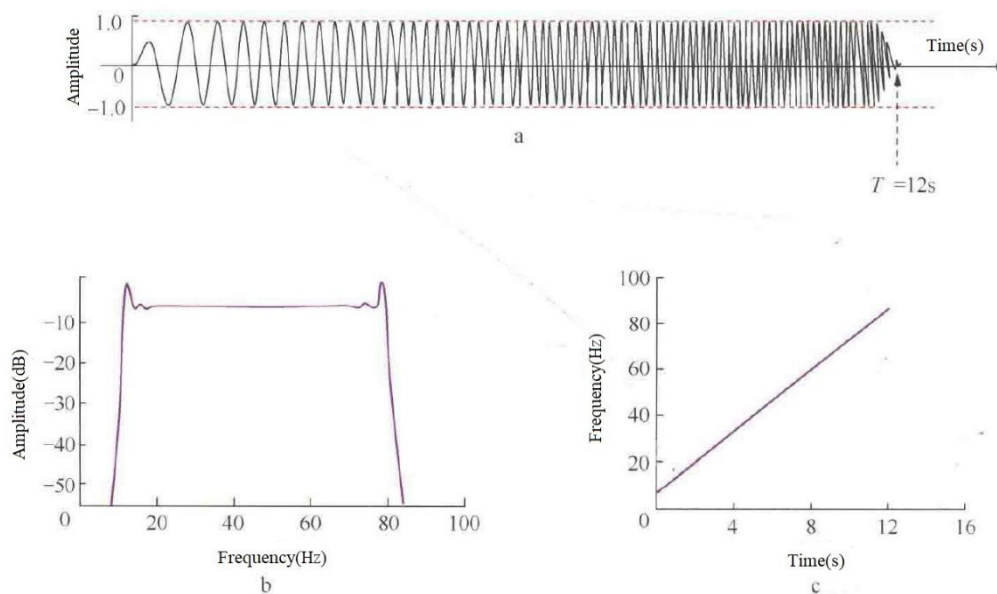 1.0
Amplitude
0
−1.0
Time(s)
a
T =12s
−10
−20
−30
−40
−50
0
20
40
60
80
100
Amplitude(dB)
Frequency(Hz)
b
100
80
60
40
20
0
4
8
12
16
Frequency(Hz)
Time(s)
c